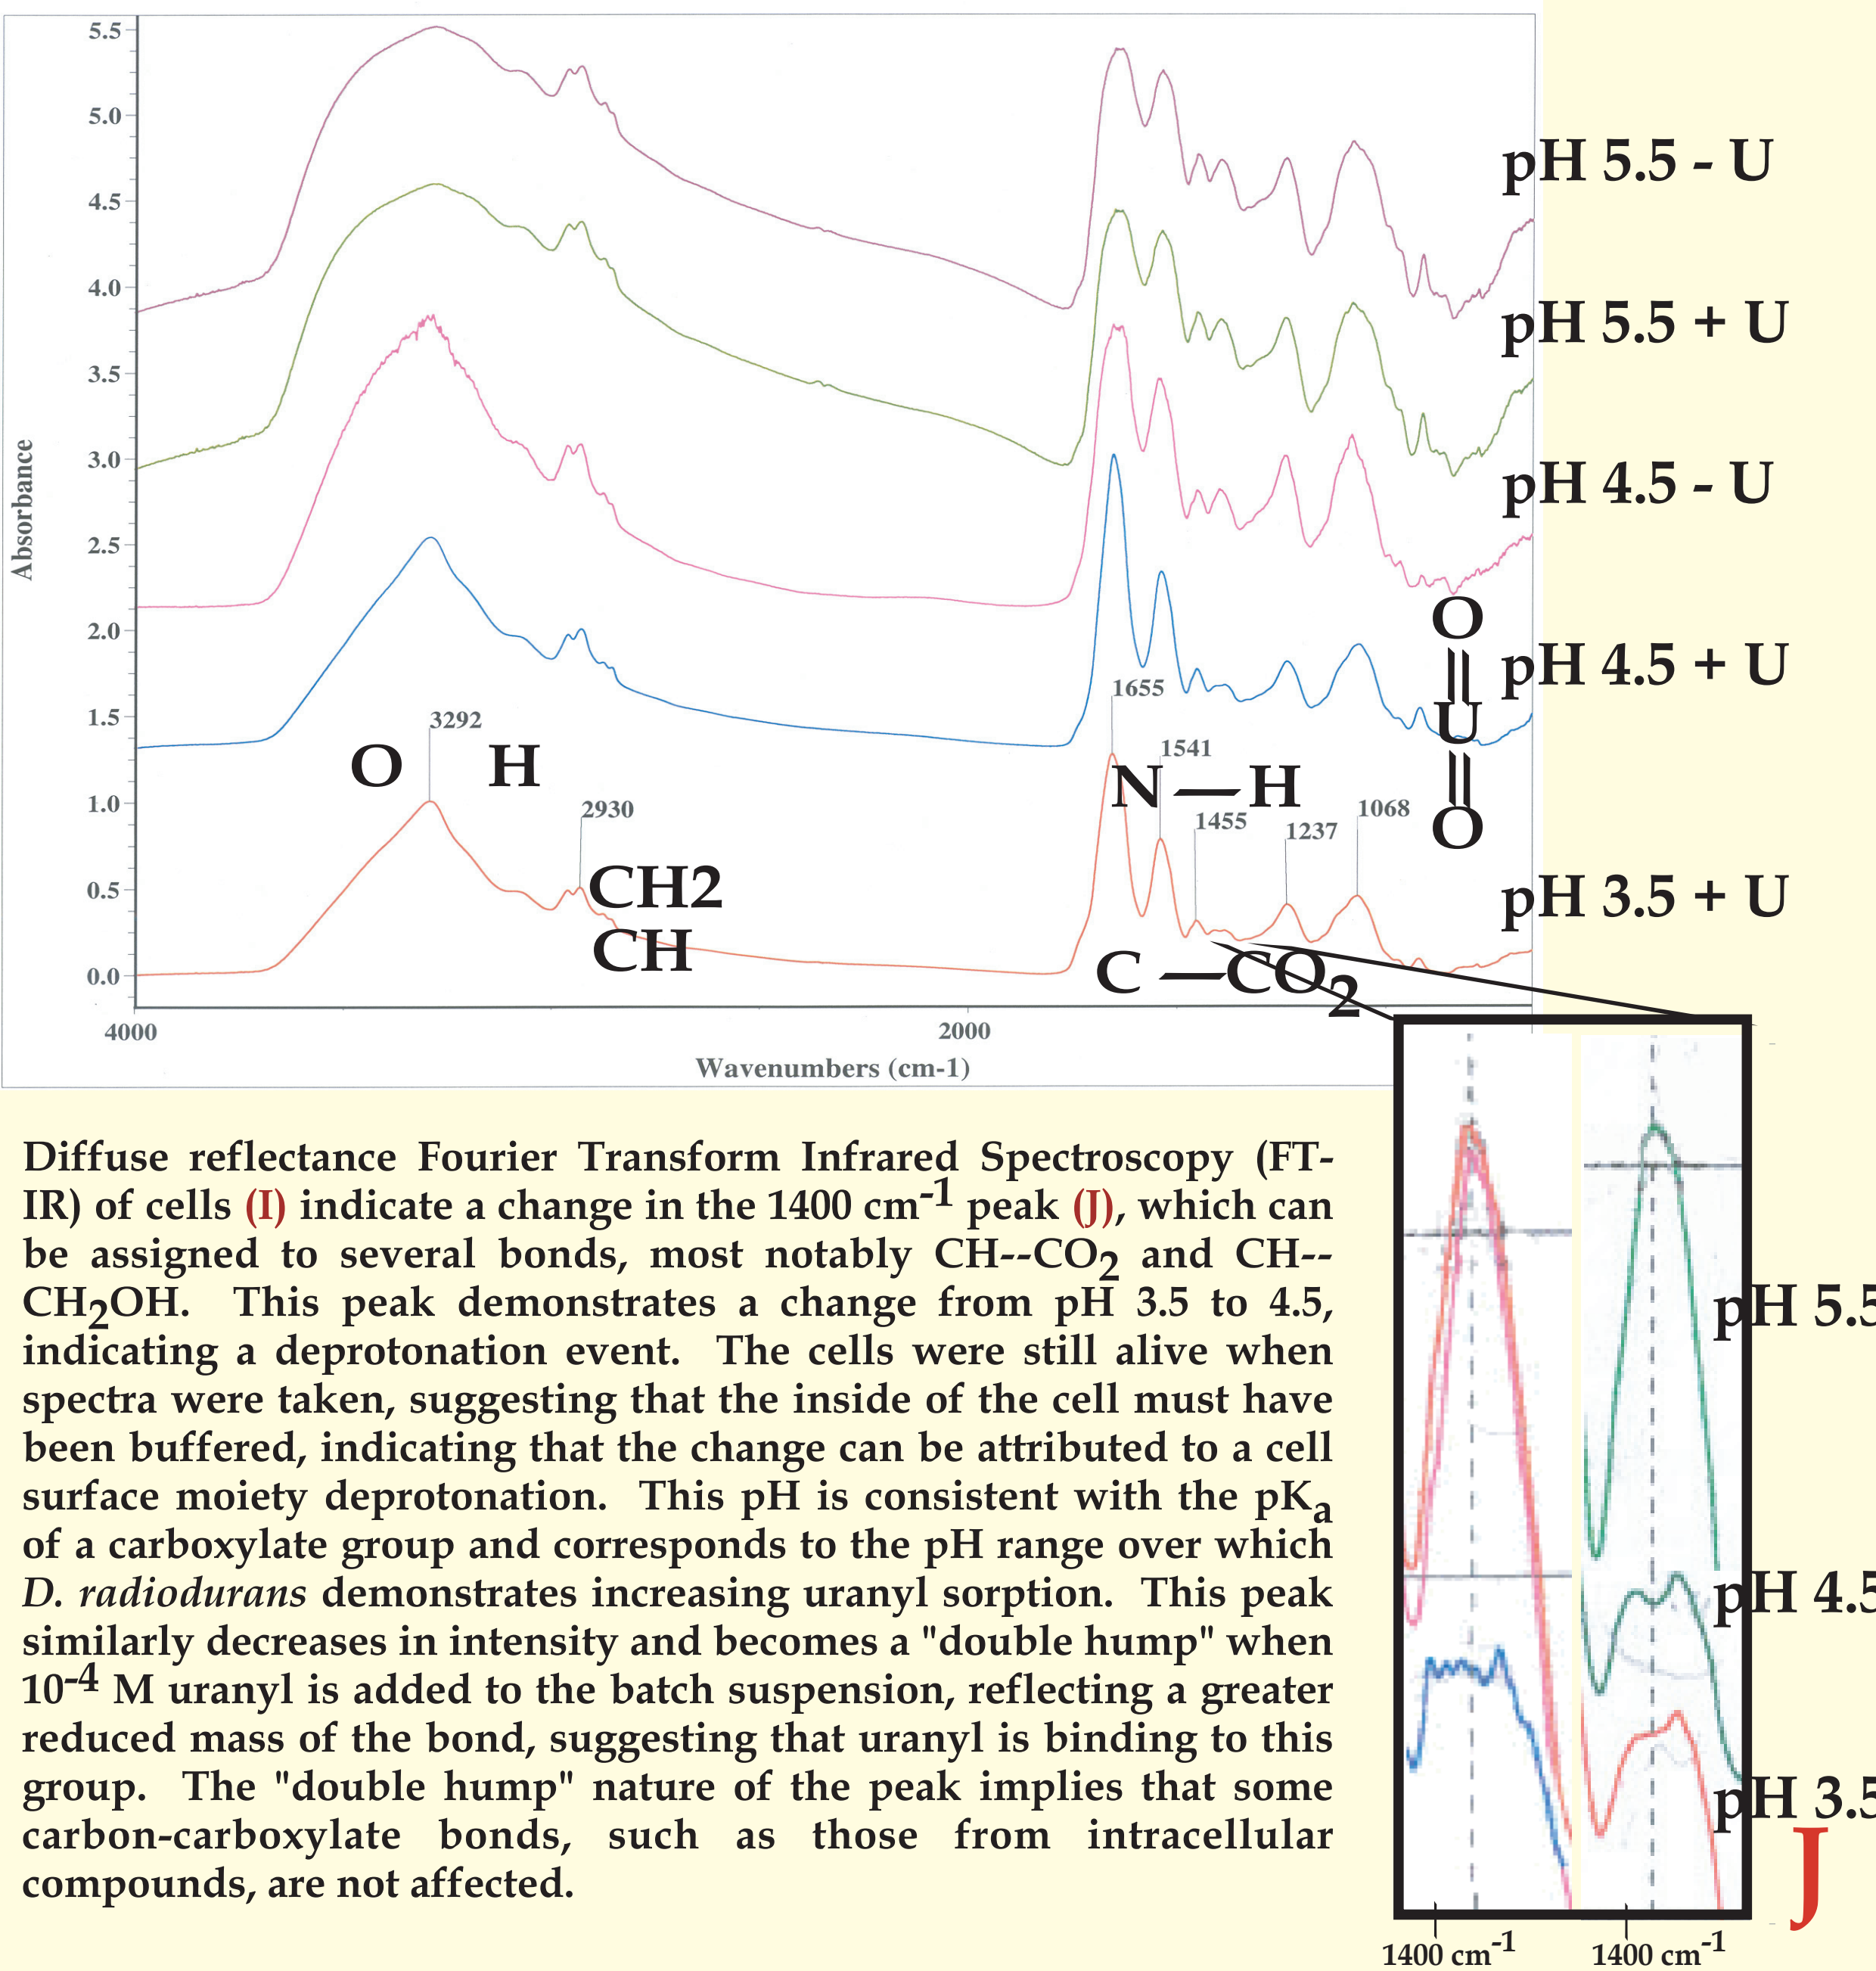 5.5
5.0
4.5
4.0
3.5
3.0
2.5
2.0
1.5
1.0
0.5
0.0
Absorbance
4000
2000
Wavenumbers (cm-1)
pH 5.5 - U
pH 5.5 + U
pH 4.5 - U
pH 4.5 + U
pH 3.5 + U
O
U
O
3292
O H
2930
CH2
CH
1655
1541
N — H
1455
1237
1068
C — CO2
Diffuse reflectance Fourier Transform Infrared Spectroscopy (FT-
IR) of cells (I) indicate a change in the 1400 cm-1 peak (J), which can
be assigned to several bonds, most notably CH--CO2 and CH--
CH2OH. This peak demonstrates a change from pH 3.5 to 4.5,
indicating a deprotonation event. The cells were still alive when
spectra were taken, suggesting that the inside of the cell must have
been buffered, indicating that the change can be attributed to a cell
surface moiety deprotonation. This pH is consistent with the pKa
of a carboxylate group and corresponds to the pH range over which
D. radiodurans demonstrates increasing uranyl sorption. This peak
similarly decreases in intensity and becomes a "double hump" when
10-4 M uranyl is added to the batch suspension, reflecting a greater
reduced mass of the bond, suggesting that uranyl is binding to this
group. The "double hump" nature of the peak implies that some
carbon-carboxylate bonds, such as those from intracellular
compounds, are not affected.
pH 5.5
pH 4.5
pH 3.5
J
1400 cm-1
1400 cm-1